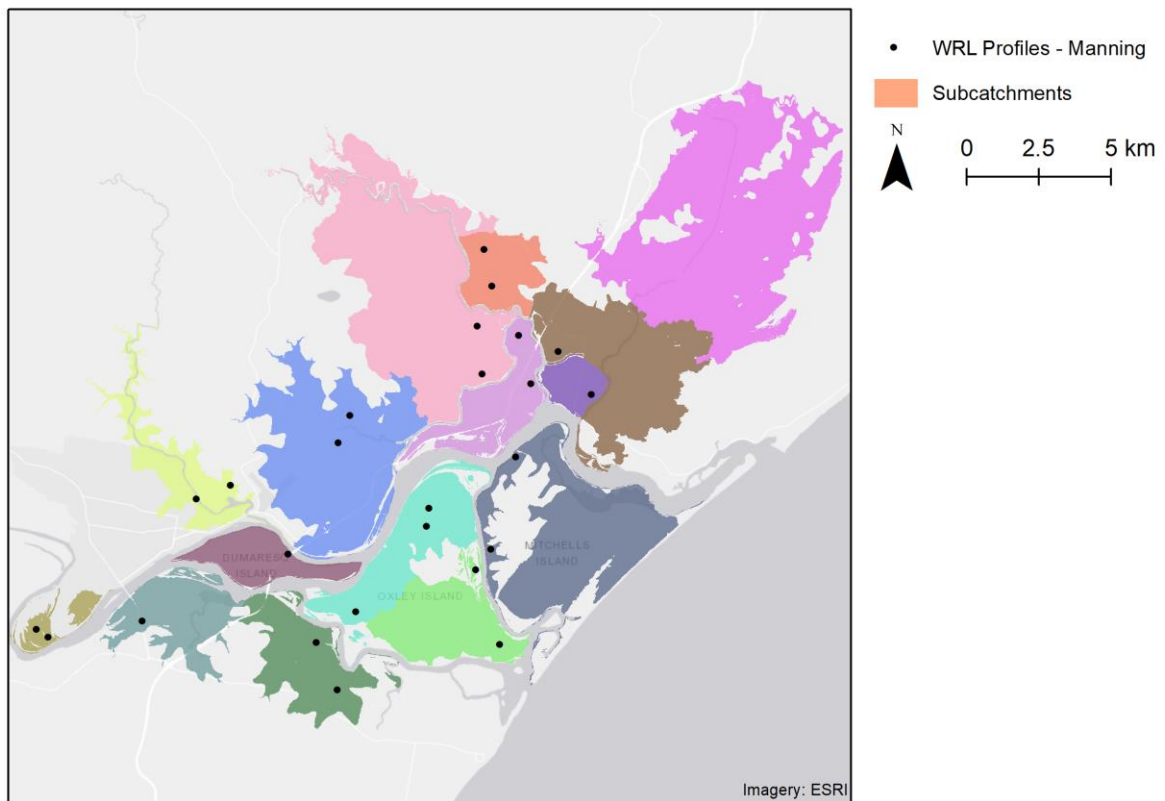 WRL Profiles - Manning
Subcatchments
N
0 2.5 5 km
DUMARESQ
ISLAND
MITCHELLS
ISLAND
OXLEY ISLAND
Imagery: ESRI